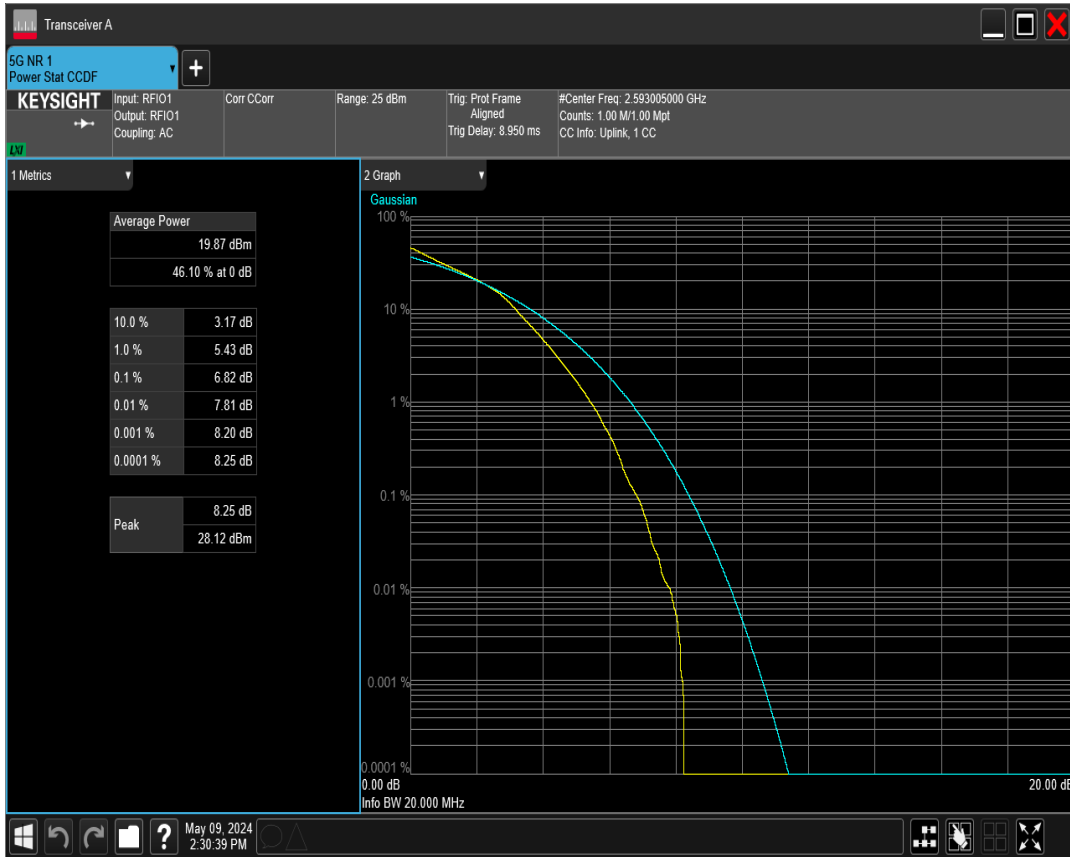 Transceiver A
5G NR 1
Power Stat CCDF
KEYSIGHT
LXI
Input: RFIO1
Output: RFIO1
Coupling: AC
Corr CCorr
Range: 25 dBm
Trig: Prot Frame
Aligned
Trig Delay: 8.950 ms
#Center Freq: 2.593005000 GHz
Counts: 1.00 M/1.00 Mpt
CC Info: Uplink, 1 CC
1 Metrics
Average Power
19.87 dBm
46.10 % at 0 dB
10.0 % 3.17 dB
1.0 % 5.43 dB
0.1 % 6.82 dB
0.01 % 7.81 dB
0.001 % 8.20 dB
0.0001 % 8.25 dB
Peak 8.25 dB
28.12 dBm
2 Graph
Gaussian
100 %
10 %
1 %
0.1 %
0.01 %
0.001 %
0.0001 %
0.00 dB 20.00 dB
Info BW 20.000 MHz
May 09, 2024
2:30:39 PM